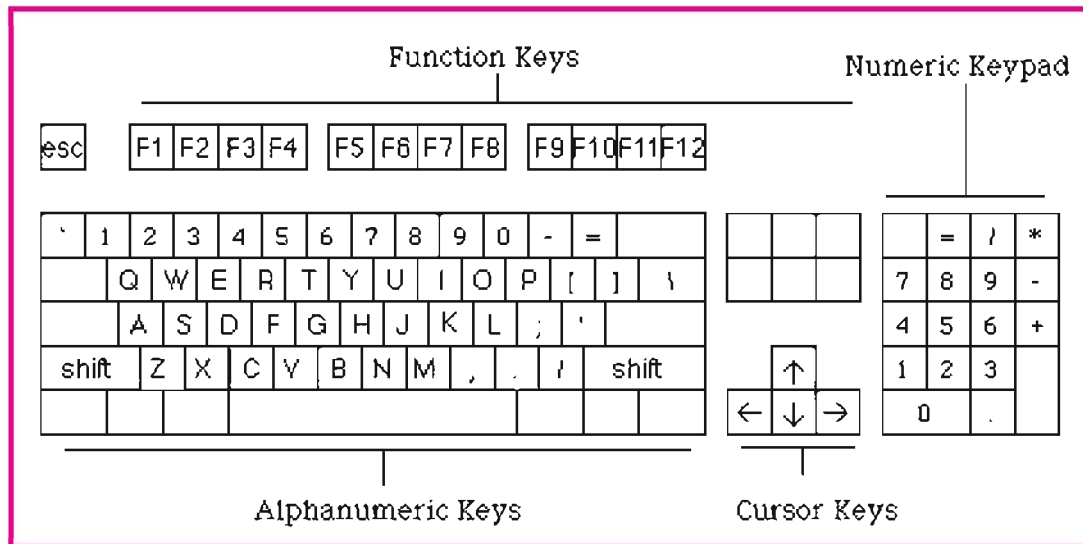 Function Keys
Numeric Keypad
esc F1 F2 F3 F4 F5 F6 F7 F8 F9 F10 F11 F12
` 1 2 3 4 5 6 7 8 9 0 - = = / *
Q W E R T Y U I O P [ ] \ 7 8 9 -
A S D F G H J K L ; ' 4 5 6 +
shift Z X C V B N M , . / shift ↑ 1 2 3
← ↓ → 0 .
Alphanumeric Keys Cursor Keys